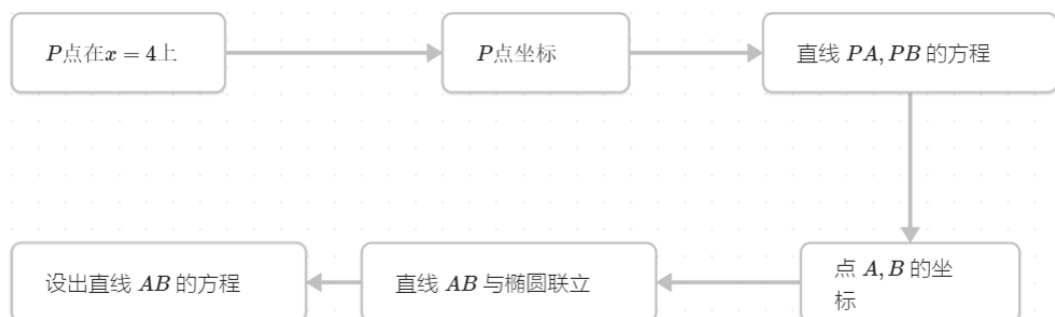 P点在x = 4上
P点坐标
直线 PA, PB 的方程
设出直线 AB 的方程
直线 AB 与椭圆联立
点 A, B 的坐
标